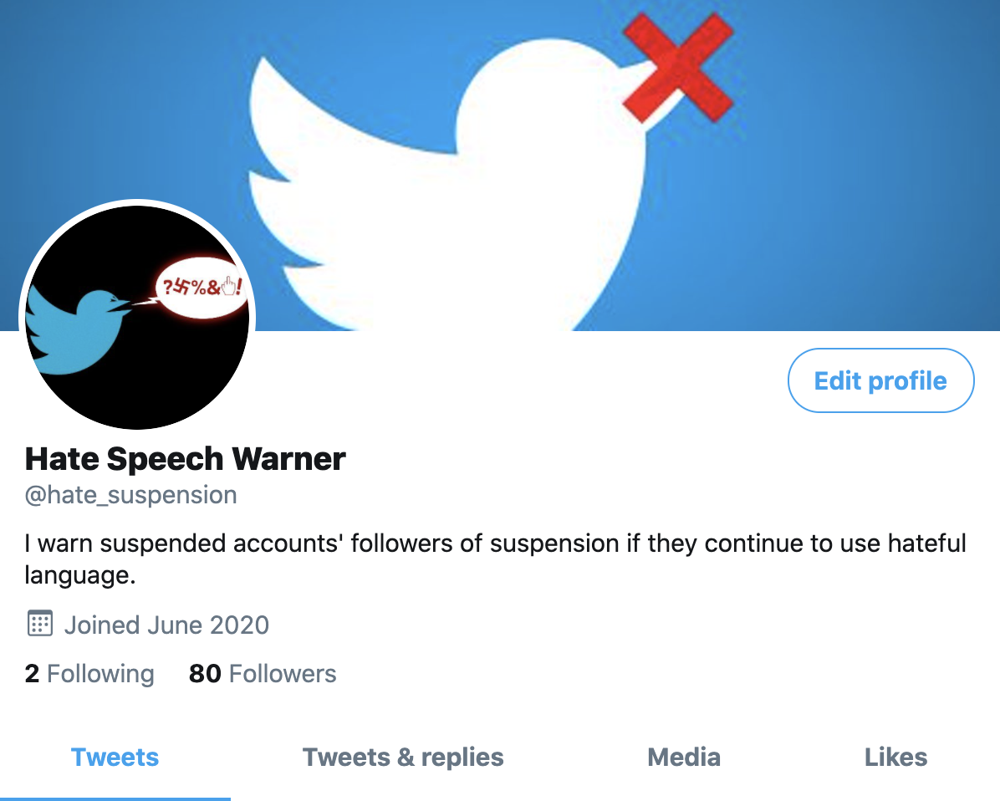 ?卐%&🖕!
Edit profile
Hate Speech Warner
@hate_suspension
I warn suspended accounts' followers of suspension if they continue to use hateful
language.
Joined June 2020
2 Following 80 Followers
Tweets Tweets & replies Media Likes